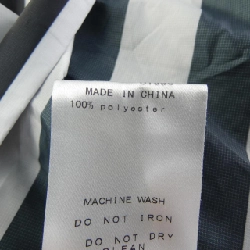 MADE IN CHINA
100% polyester
MACHINE WASH
DO NOT IRON
DO NOT DRY
CLEAN